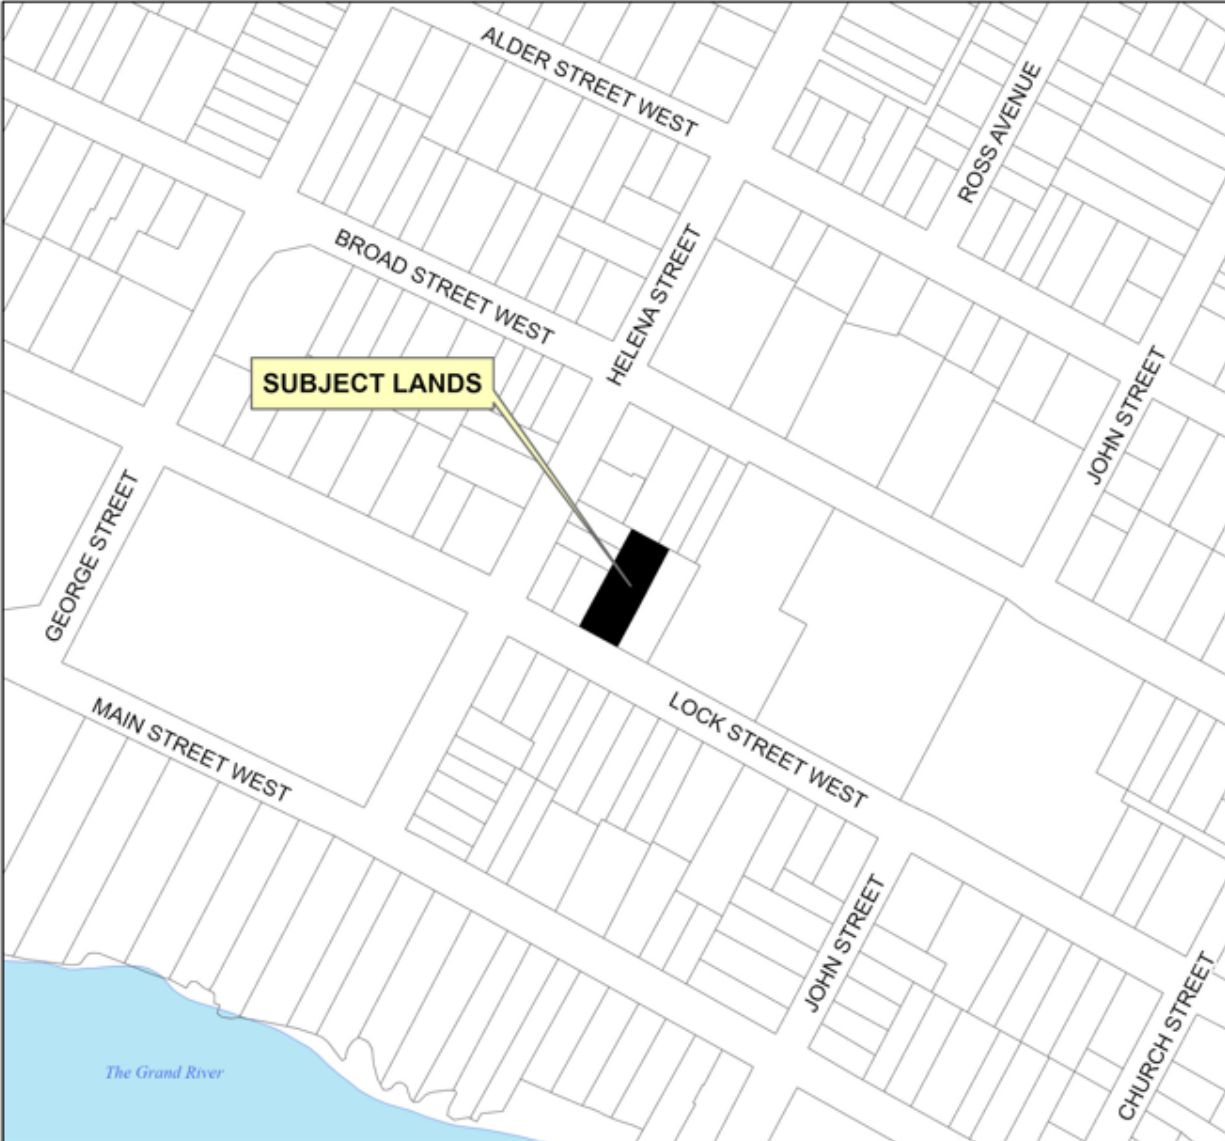 ALDER STREET WEST
ROSS AVENUE
BROAD STREET WEST
HELENA STREET
SUBJECT LANDS
JOHN STREET
GEORGE STREET
MAIN STREET WEST
LOCK STREET WEST
JOHN STREET
CHURCH STREET
The Grand River